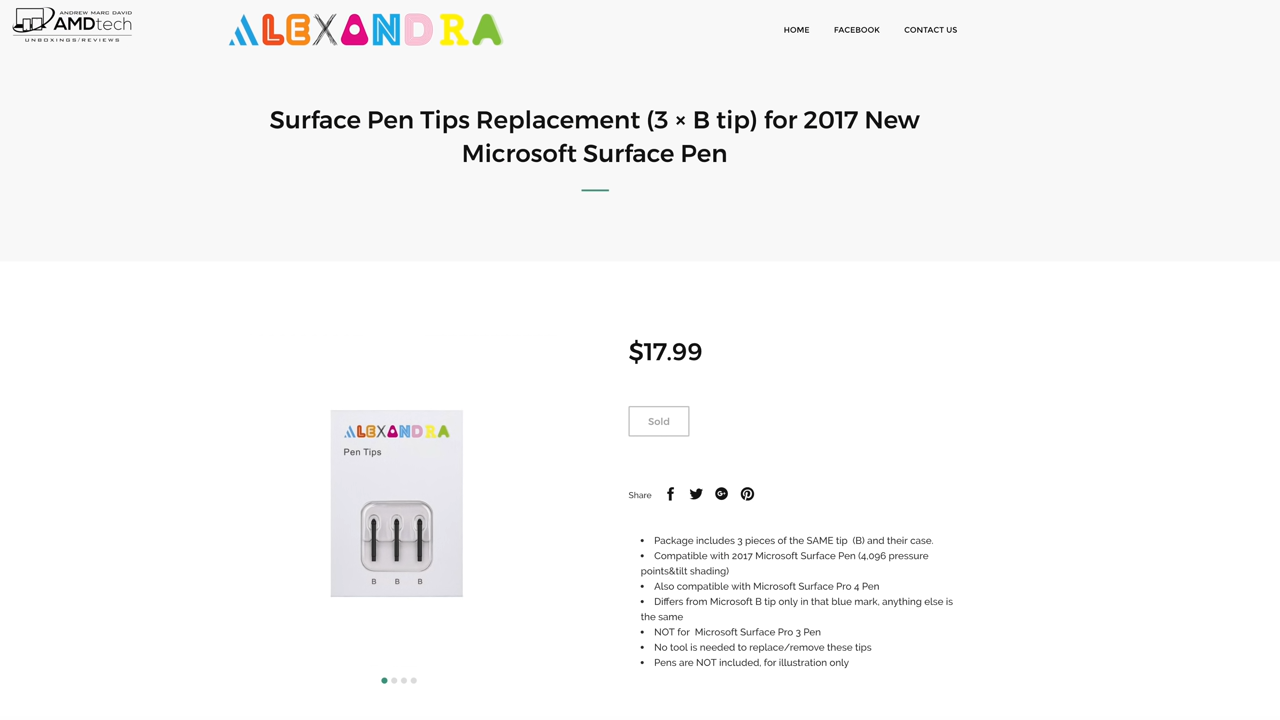 ANDREW MARC DAVID
AMDtech
UNBOXINGS/REVIEWS
ALEXANDRA
HOME
FACEBOOK
CONTACT US
Surface Pen Tips Replacement (3 × B tip) for 2017 New
Microsoft Surface Pen
$17.99
Sold
ALEXANDRA
Pen Tips
B B B
Share
• Package includes 3 pieces of the SAME tip (B) and their case.
• Compatible with 2017 Microsoft Surface Pen (4,096 pressure
points&tilt shading)
• Also compatible with Microsoft Surface Pro 4 Pen
• Differs from Microsoft B tip only in that blue mark, anything else is
the same
• NOT for Microsoft Surface Pro 3 Pen
• No tool is needed to replace/remove these tips
• Pens are NOT included, for illustration only